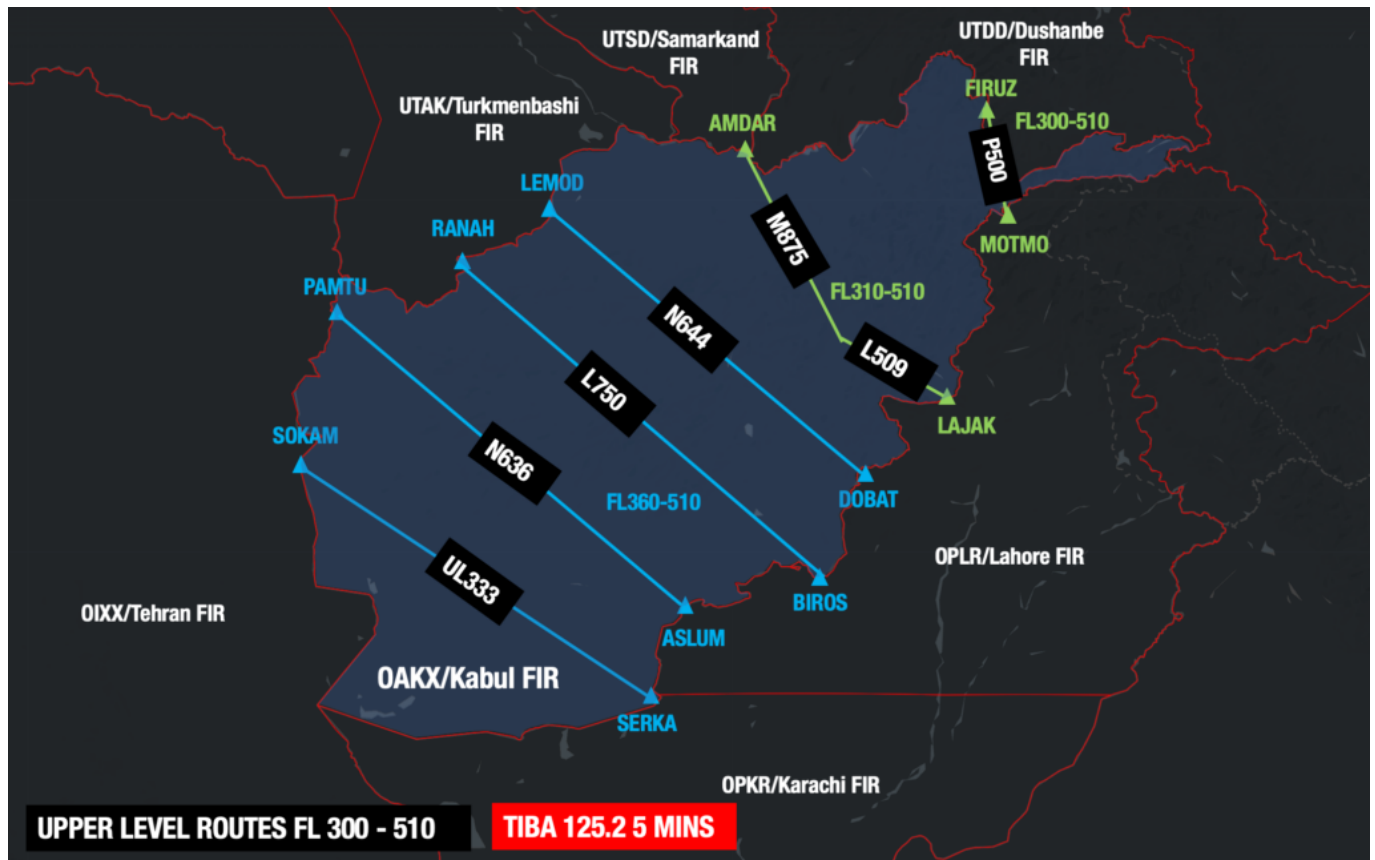 UTSD/Samarkand
FIR
UTDD/Dushanbe
FIR
UTAK/Turkmenbashi
FIR
FIRUZ
AMDAR
FL300-510
P500
LEMOD
RANAH
M875
MOTMO
PAMTU
FL310-510
N644
L509
L750
LAJAK
SOKAM
N636
FL360-510
DOBAT
OPLR/Lahore FIR
UL333
BIROS
OIXX/Tehran FIR
ASLUM
OAKX/Kabul FIR
SERKA
OPKR/Karachi FIR
UPPER LEVEL ROUTES FL 300 - 510
TIBA 125.2 5 MINS